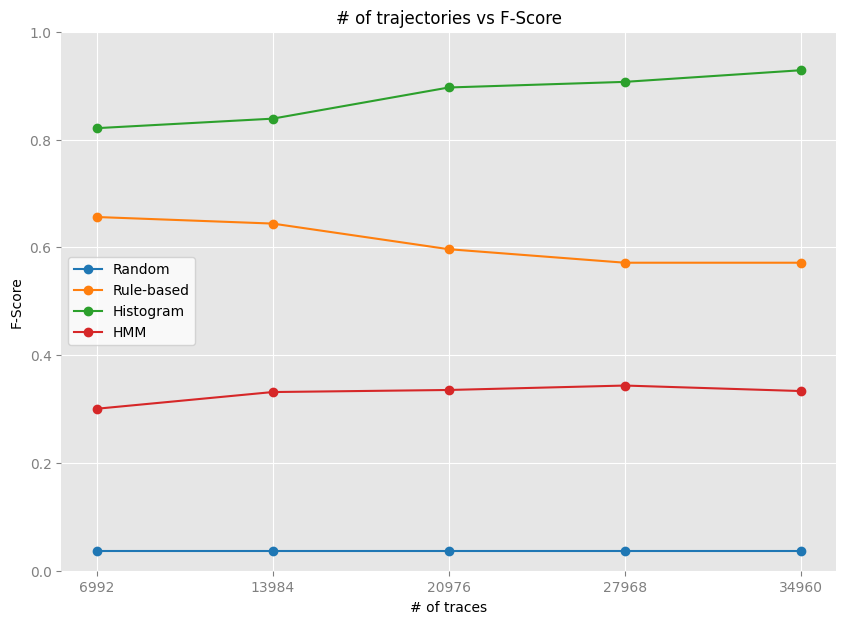 # of trajectories vs F-Score
1.0
0.8
0.6
0.4
0.2
0.0
F-Score
Random
Rule-based
Histogram
HMM
6992 13984 20976 27968 34960
# of traces